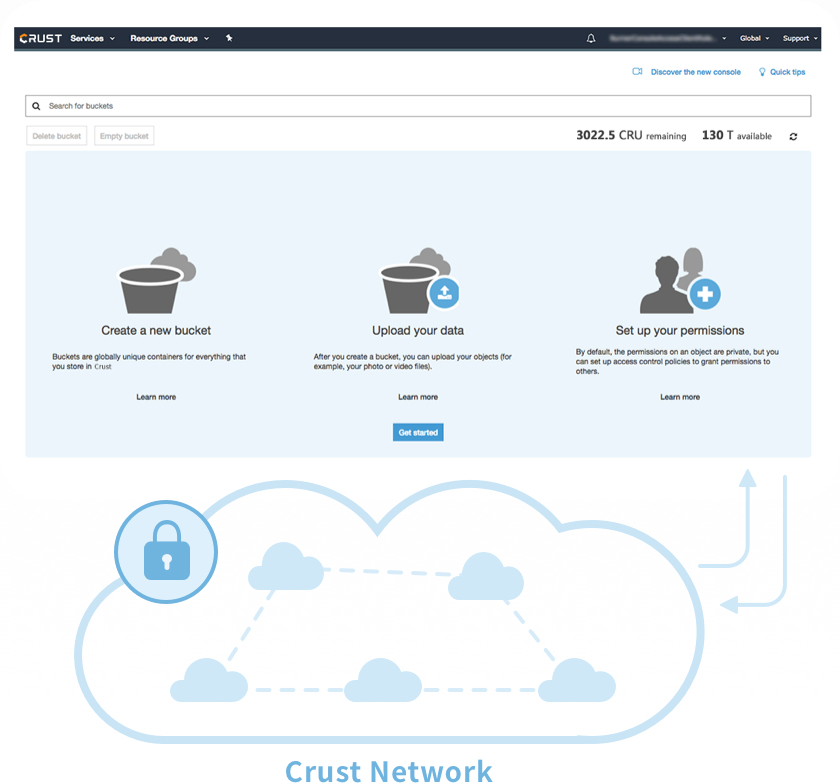 CRUST Services Resource Groups Global Support
Discover the new console Quick tips
Search for buckets
Delete bucket Empty bucket 3022.5 CRU remaining 130 T available
Create a new bucket Upload your data Set up your permissions
Buckets are globally unique containers for everything that
you store in Crust
After you create a bucket, you can upload your objects (for
example, your photo or video files).
By default, the permissions on an object are private, but you
can set up access control policies to grant permissions to
others.
Learn more Learn more Learn more
Get started
Crust Network